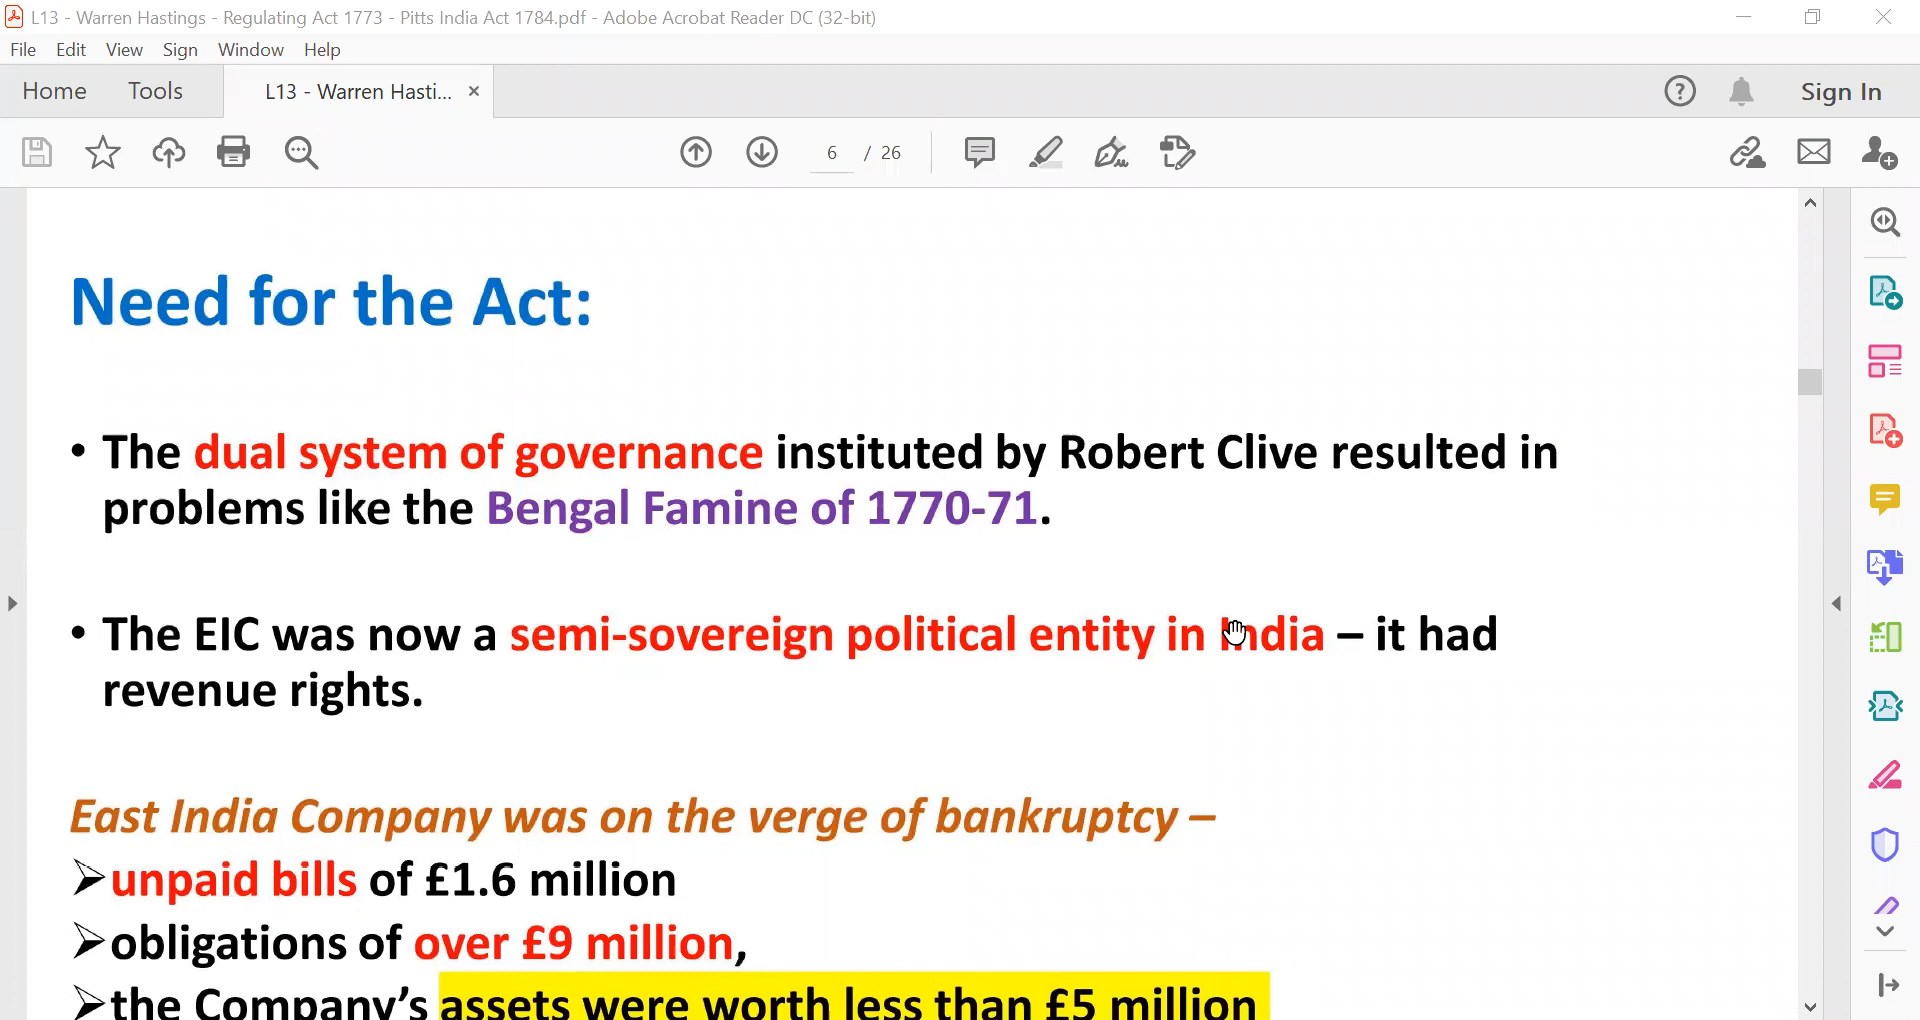 L13 - Warren Hastings - Regulating Act 1773 - Pitts India Act 1784.pdf - Adobe Acrobat Reader DC (32-bit)
File Edit View Sign Window Help
Home Tools L13 - Warren Hasti... × Sign In
6 / 26
Need for the Act:
• The dual system of governance instituted by Robert Clive resulted in
problems like the Bengal Famine of 1770-71.
• The EIC was now a semi-sovereign political entity in India – it had
revenue rights.
East India Company was on the verge of bankruptcy –
➢unpaid bills of £1.6 million
➢obligations of over £9 million,
➢the Company's assets were worth less than £5 million